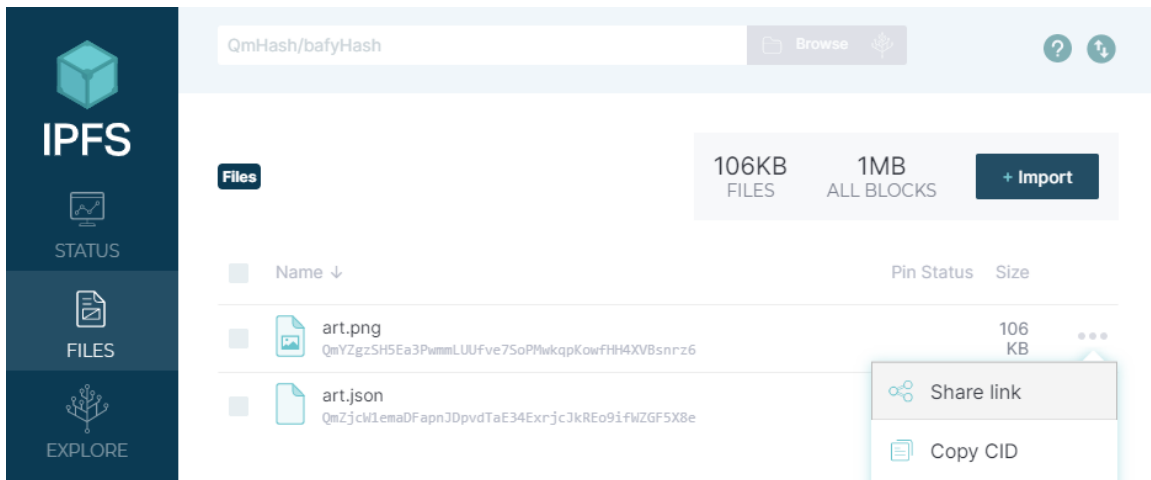 QmHash/bafyHash
Browse
IPFS
STATUS
FILES
EXPLORE
Files
106KB
FILES
1MB
ALL BLOCKS
+ Import
Name ↓
Pin Status
Size
art.png
QmYZgzSH5Ea3PwmmLUUfve7SoPMwkqpKowfHH4XVBsnrz6
106
KB
art.json
QmZjcW1emaDFapnJDpvdTaE34ExrjcJkREo9ifWZGF5X8e
Share link
Copy CID